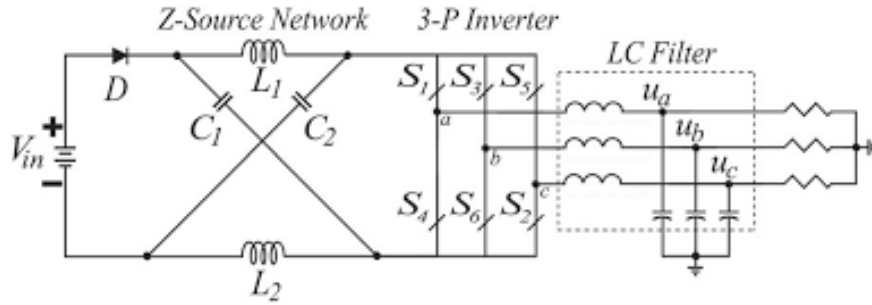 Z-Source Network 3-P Inverter
LC Filter
L1
D
C1 C2
S1 S3 S5
a
b
c
ua
ub
uc
+
Vin
−
S4 S6 S2
L2